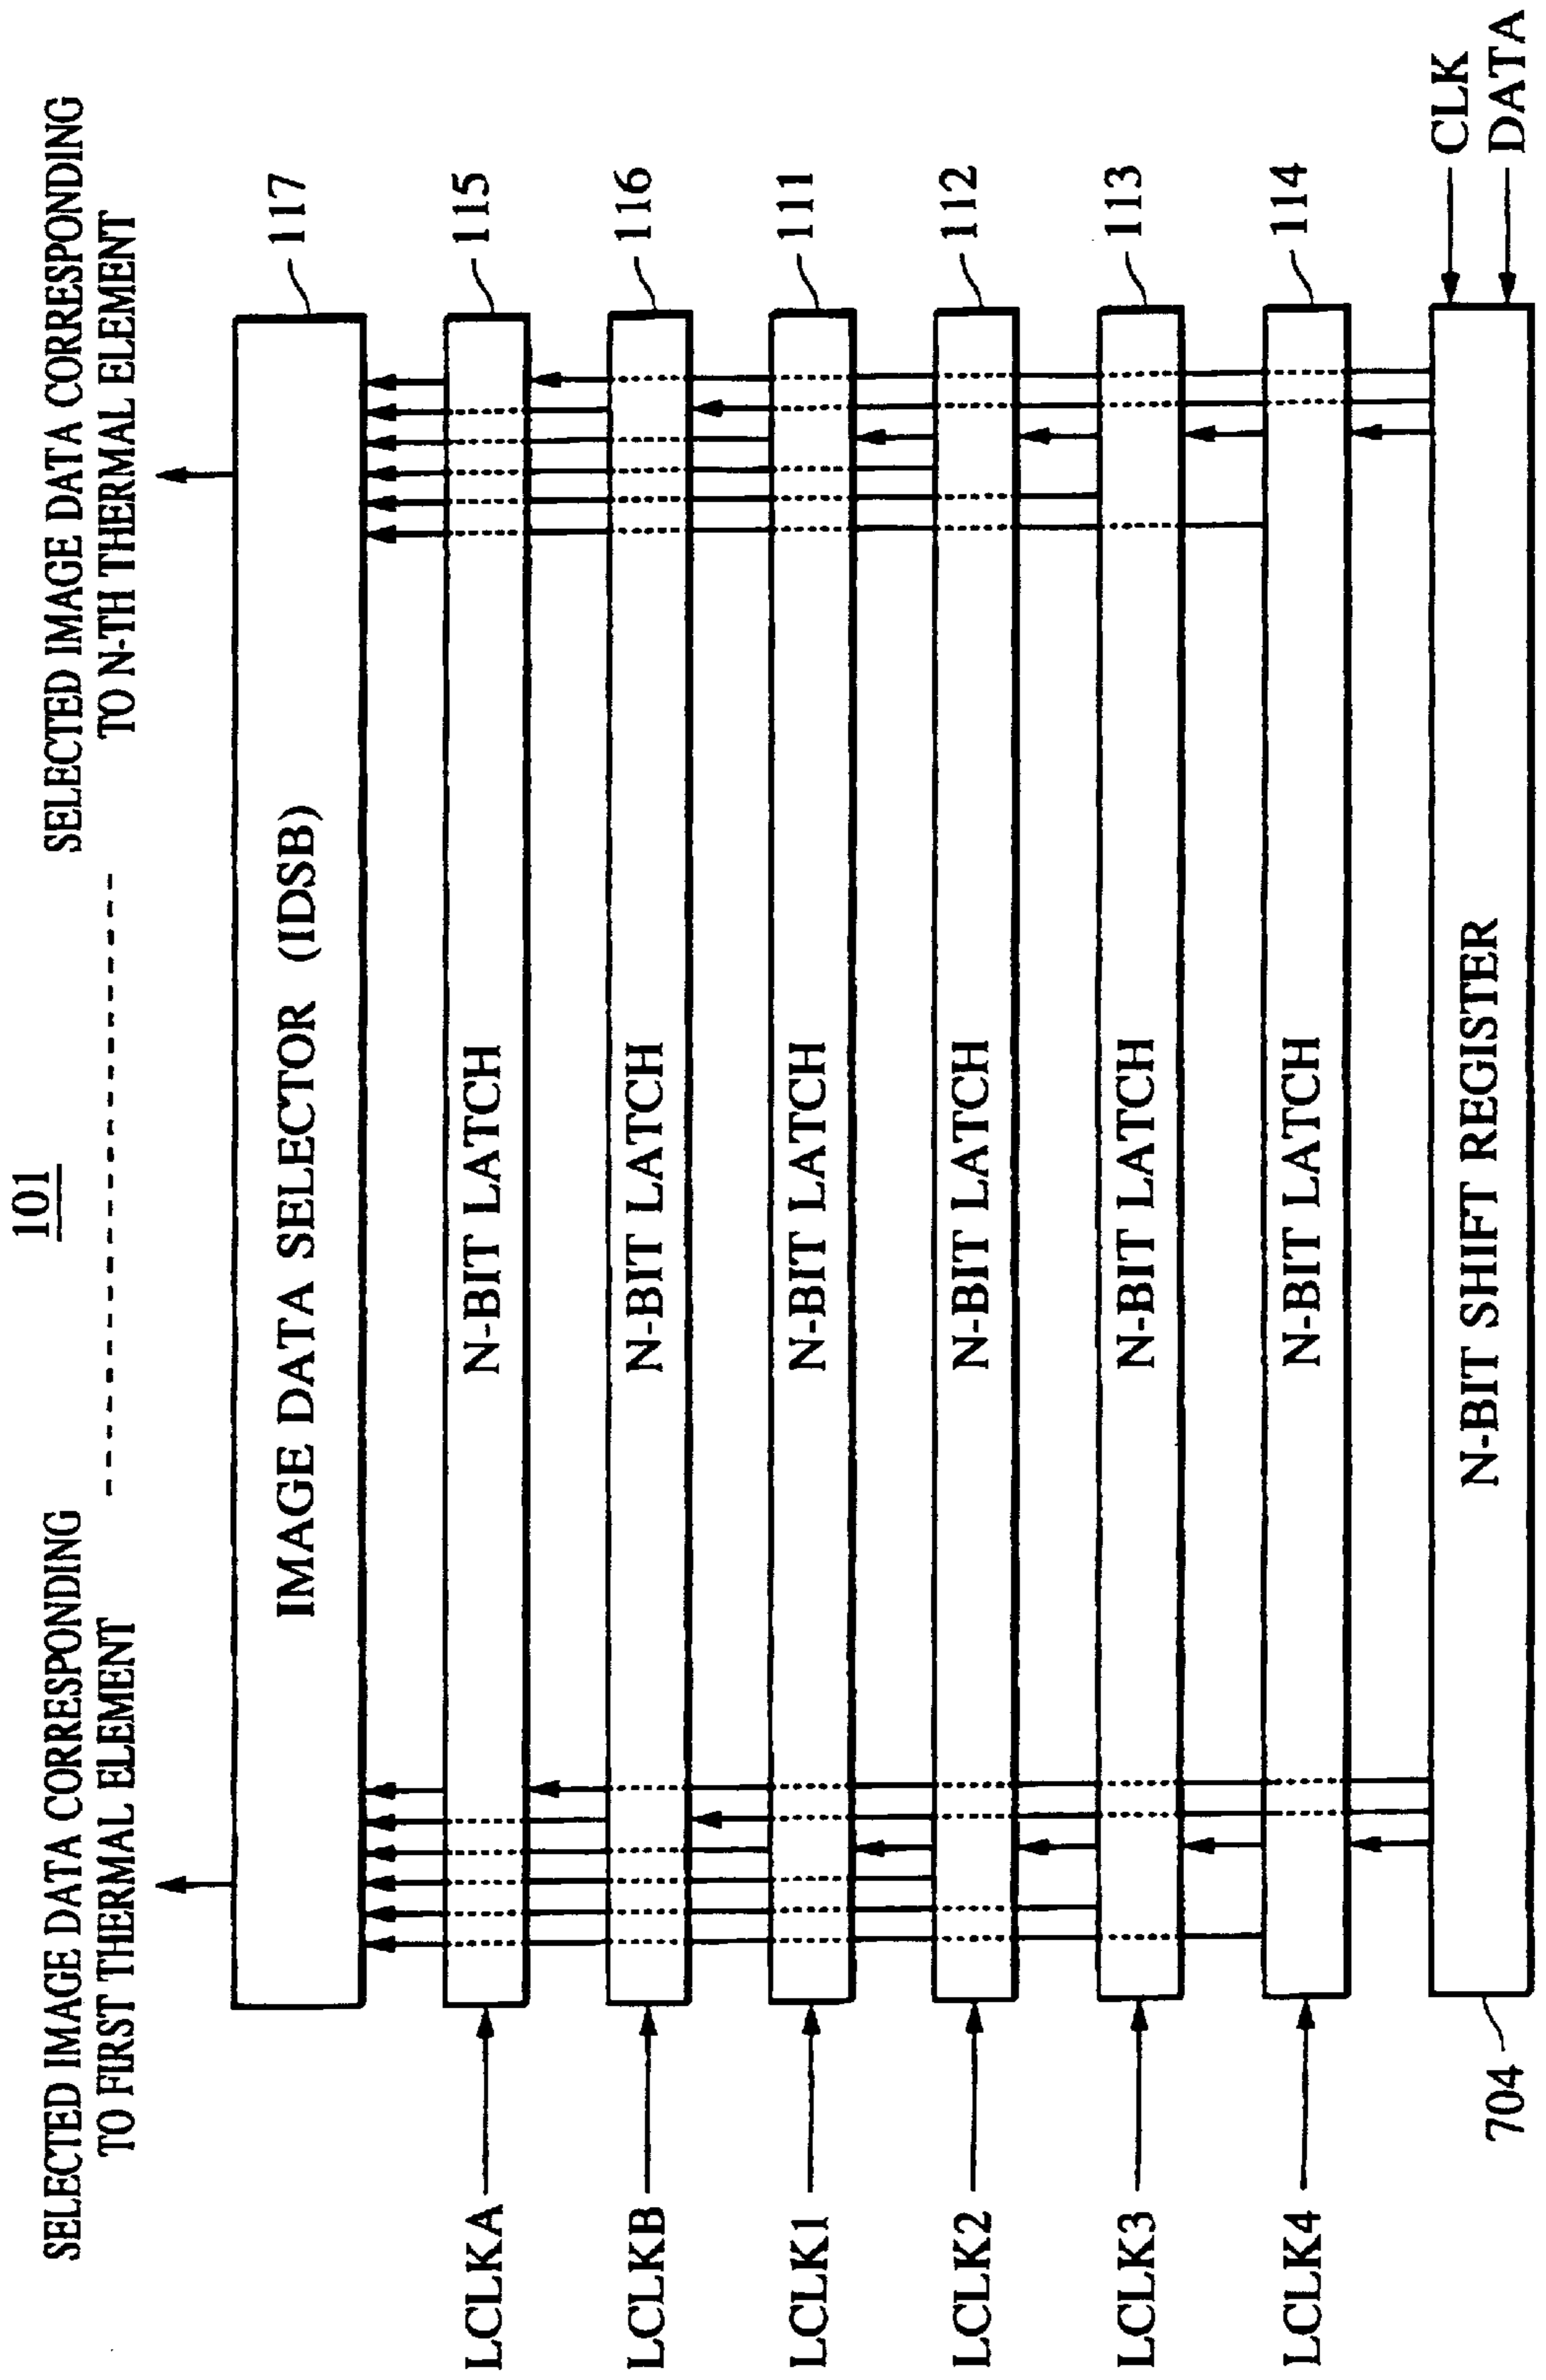 101
SELECTED IMAGE DATA CORRESPONDING
TO FIRST THERMAL ELEMENT
SELECTED IMAGE DATA CORRESPONDING
TO N-TH THERMAL ELEMENT
IMAGE DATA SELECTOR (IDSB)
117
LCLKA
N-BIT LATCH
115
LCLKB
N-BIT LATCH
116
LCLK1
N-BIT LATCH
111
LCLK2
N-BIT LATCH
112
LCLK3
N-BIT LATCH
113
LCLK4
N-BIT LATCH
114
704
N-BIT SHIFT REGISTER
CLK
DATA